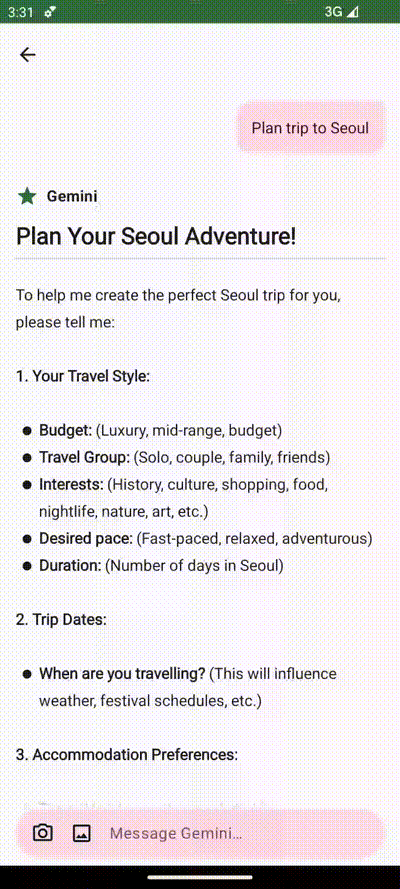 3:31
3G
Plan trip to Seoul
Gemini
Plan Your Seoul Adventure!
To help me create the perfect Seoul trip for you,
please tell me:
1. Your Travel Style:
Budget: (Luxury, mid-range, budget)
Travel Group: (Solo, couple, family, friends)
Interests: (History, culture, shopping, food,
nightlife, nature, art, etc.)
Desired pace: (Fast-paced, relaxed, adventurous)
Duration: (Number of days in Seoul)
2. Trip Dates:
When are you travelling? (This will influence
weather, festival schedules, etc.)
3. Accommodation Preferences:
Message Gemini...